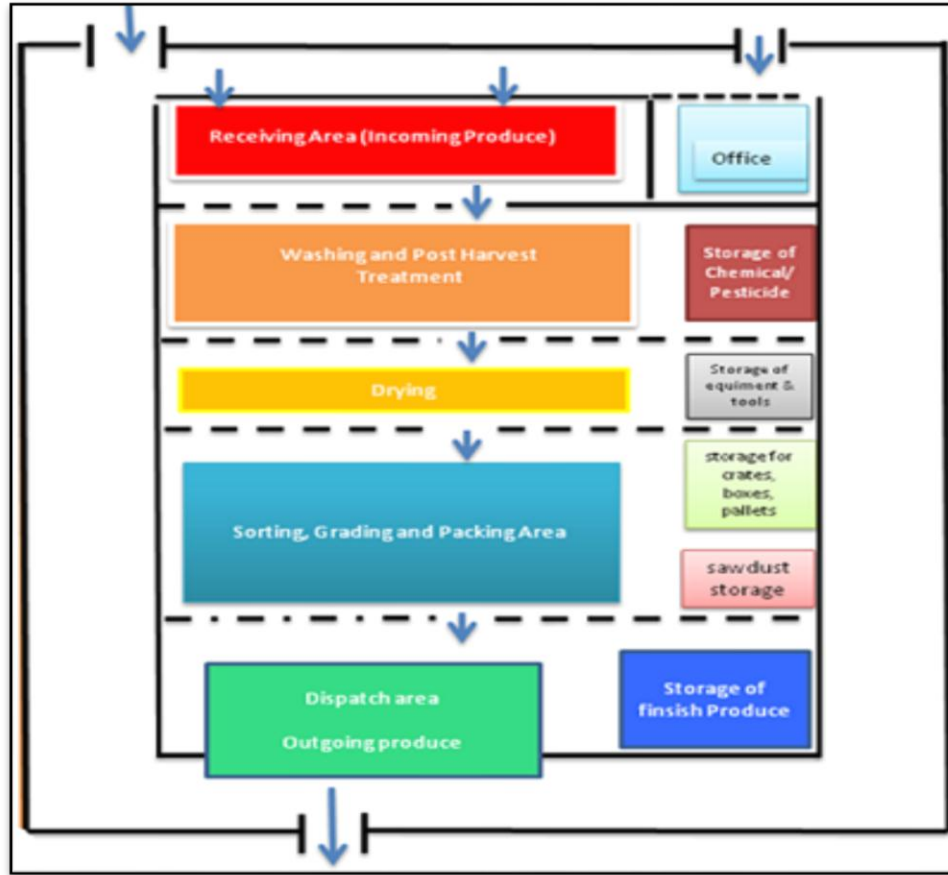 Receiving Area (Incoming Produce)
Office
Washing and Post Harvest
Treatment
Storage of
Chemical/
Pesticide
Drying
Storage of
equiment &
tools
Sorting, Grading and Packing Area
storage for
crates,
boxes,
pallets
sawdust
storage
Dispatch area
Outgoing produce
Storage of
finsish Produce